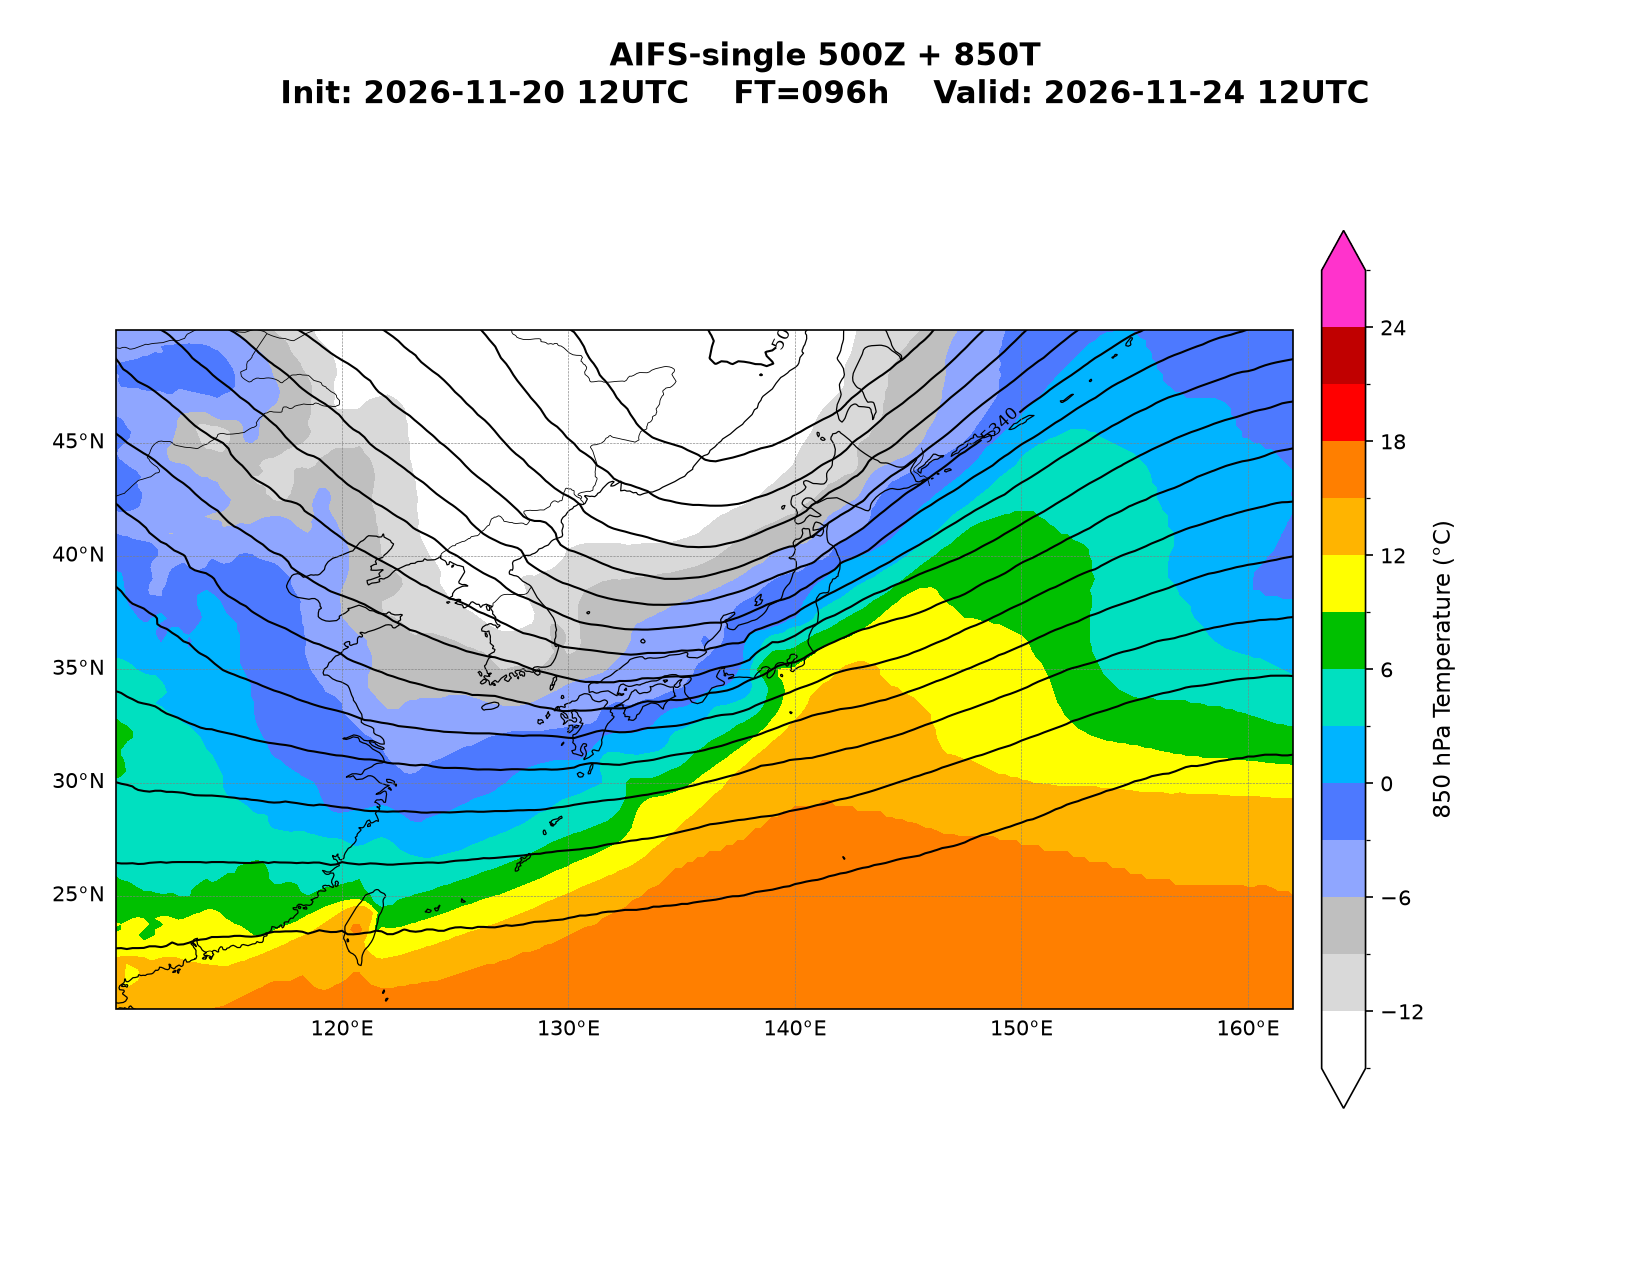 AIFS-single 500Z + 850T
Init: 2026-11-20 12UTC    FT=096h    Valid: 2026-11-24 12UTC
5340
45°N
40°N
35°N
30°N
25°N
120°E
130°E
140°E
150°E
160°E
24
18
12
6
0
−6
−12
850 hPa Temperature (°C)